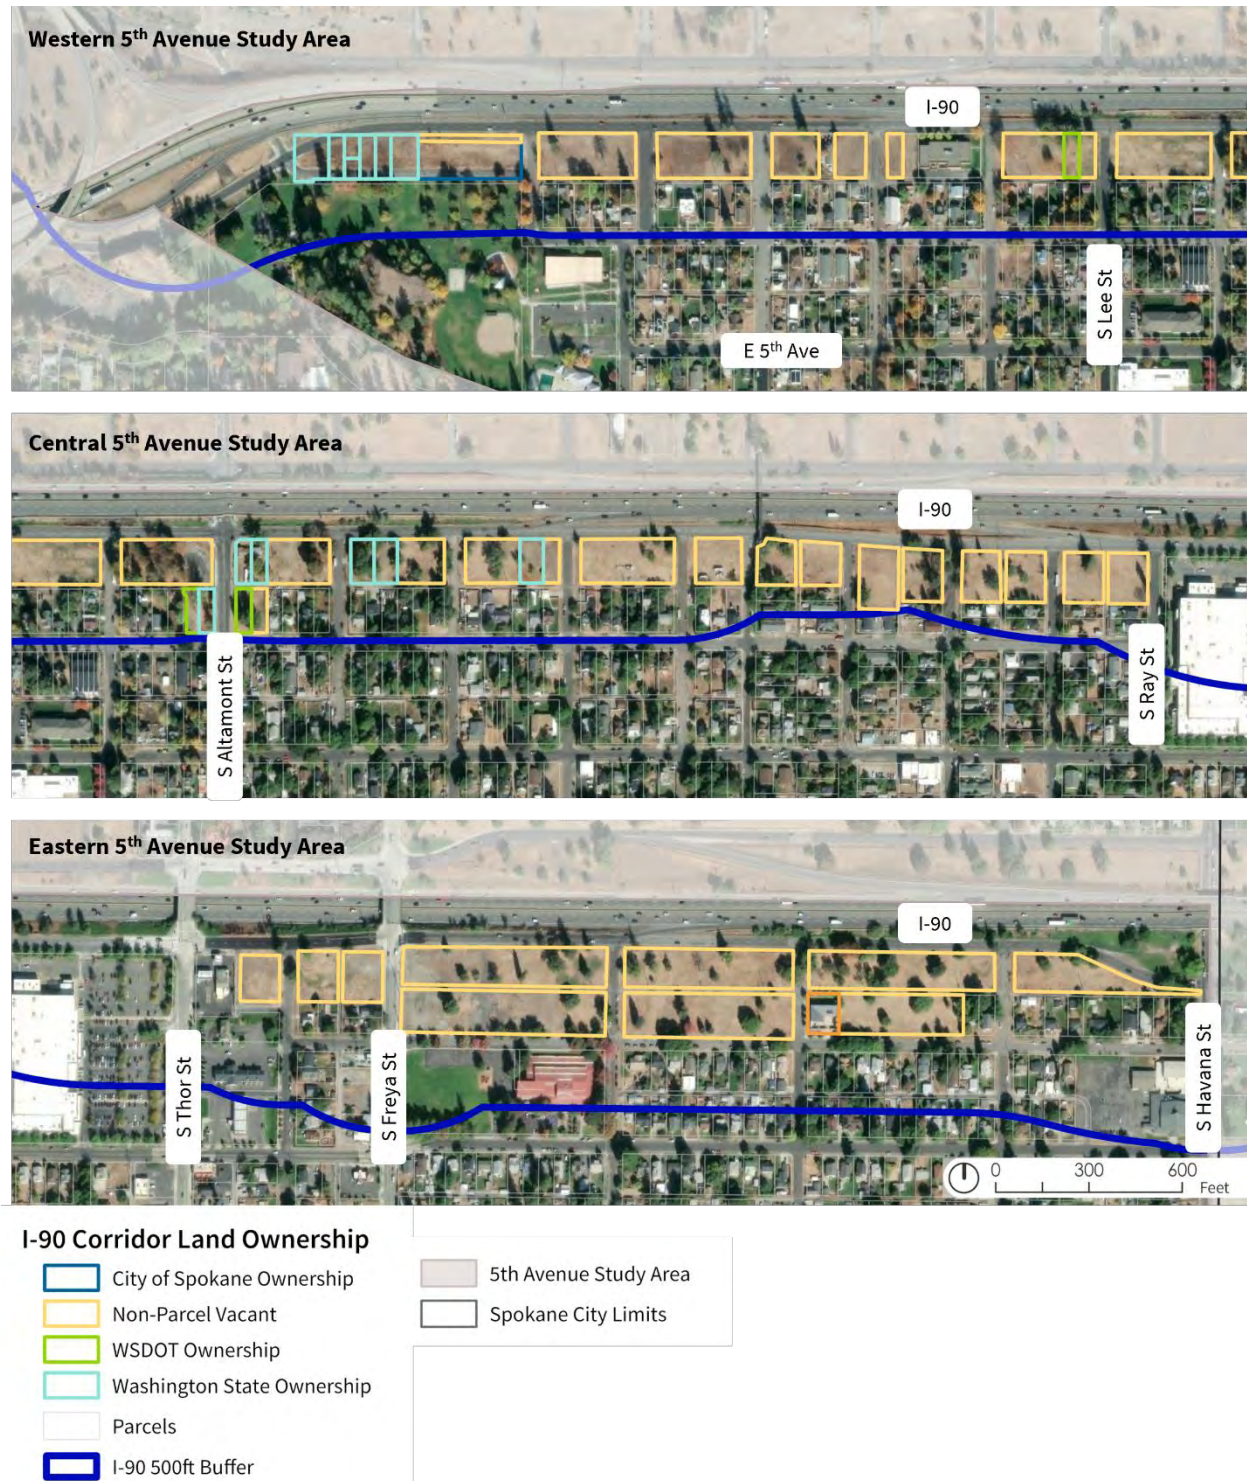 Western 5th Avenue Study Area
I-90
S Lee St
E 5th Ave
Central 5th Avenue Study Area
I-90
S Altamont St
S Ray St
Eastern 5th Avenue Study Area
I-90
S Thor St
S Freya St
S Havana St
0 300 600
Feet
I-90 Corridor Land Ownership
City of Spokane Ownership
Non-Parcel Vacant
WSDOT Ownership
Washington State Ownership
Parcels
I-90 500ft Buffer
5th Avenue Study Area
Spokane City Limits